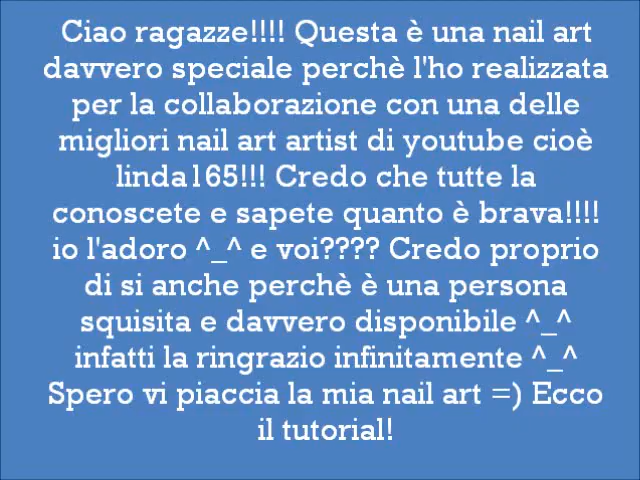 Ciao ragazze!!!! Questa è una nail art
davvero speciale perchè l'ho realizzata
per la collaborazione con una delle
migliori nail art artist di youtube cioè
linda165!!! Credo che tutte la
conoscete e sapete quanto è brava!!!!
io l'adoro ^_^ e voi???? Credo proprio
di si anche perchè è una persona
squisita e davvero disponibile ^_^
infatti la ringrazio infinitamente ^_^
Spero vi piaccia la mia nail art =) Ecco
il tutorial!